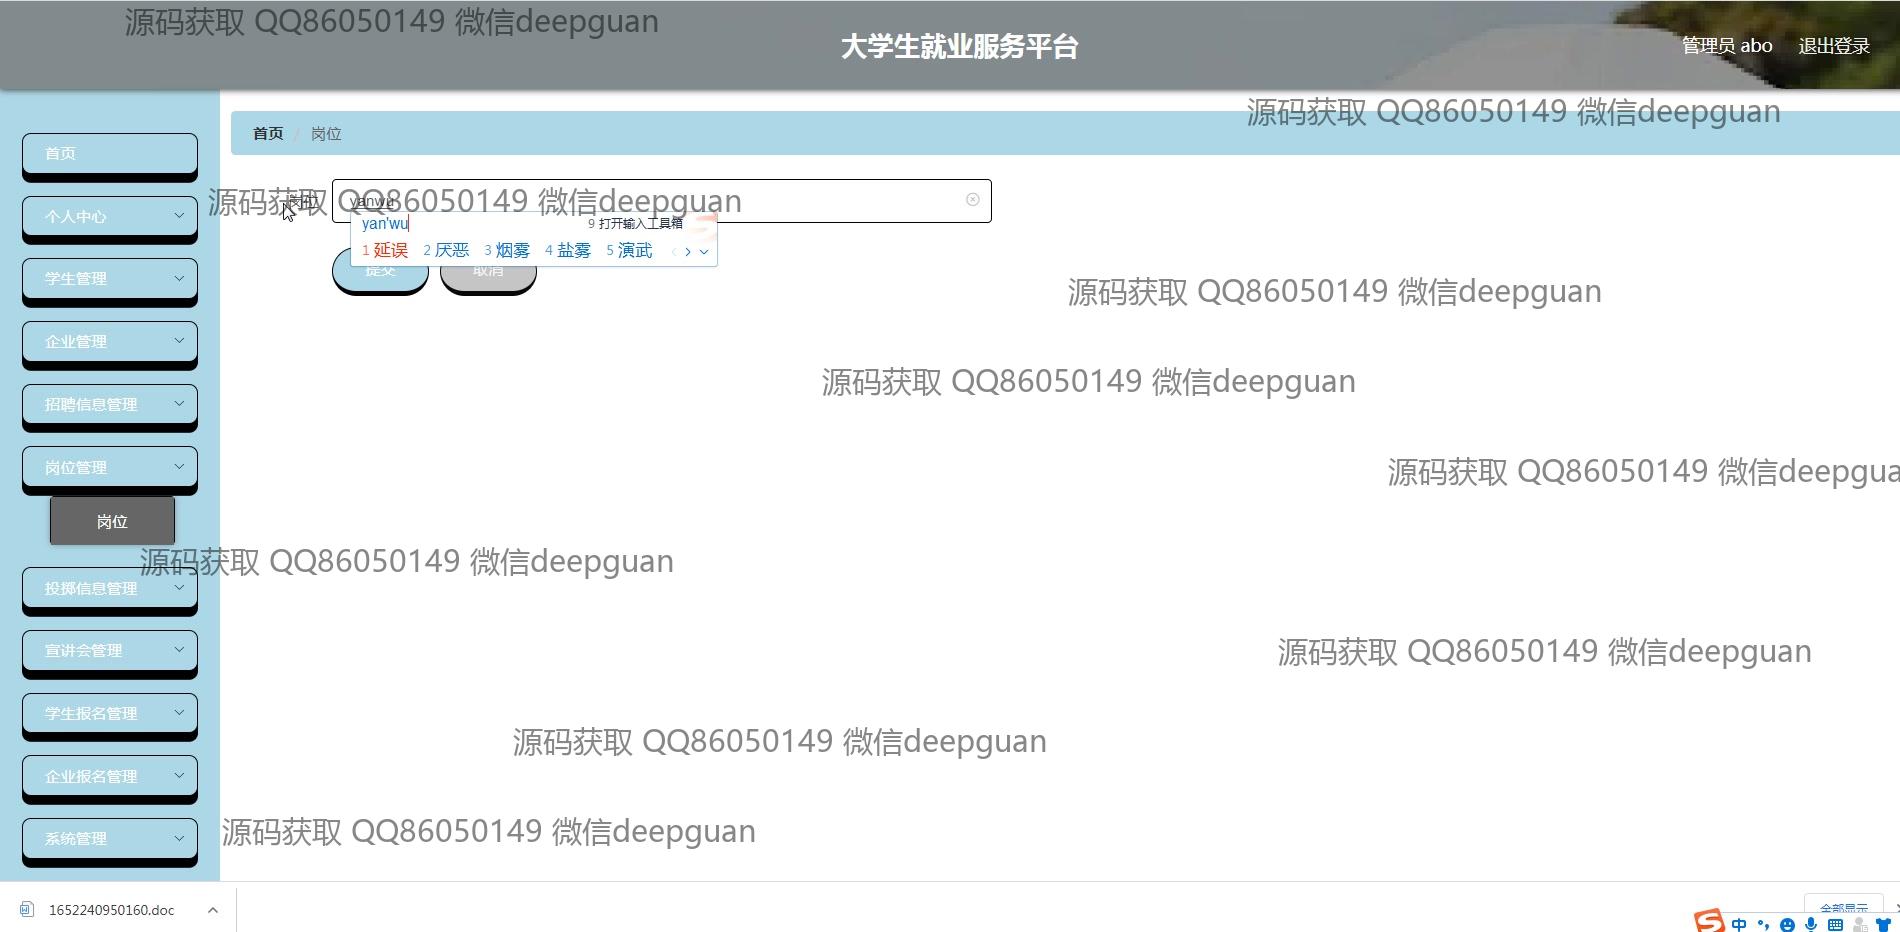 源码获取 QQ86050149 微信deepguan
大学生就业服务平台
管理员 abo 退出登录
源码获取 QQ86050149 微信deepguan
首页 / 岗位
首页
个人中心
源码获取 QQ86050149 微信deepguan
岗位 yanwu
yan'wu 9 打开输入工具箱
1 延误 2 厌恶 3 烟雾 4 盐雾 5 演武
提交 取消
学生管理
源码获取 QQ86050149 微信deepguan
企业管理
源码获取 QQ86050149 微信deepguan
招聘信息管理
岗位管理
源码获取 QQ86050149 微信deepgua
岗位
源码获取 QQ86050149 微信deepguan
投掷信息管理
宣讲会管理
源码获取 QQ86050149 微信deepguan
学生报名管理
源码获取 QQ86050149 微信deepguan
企业报名管理
系统管理
源码获取 QQ86050149 微信deepguan
1652240950160.doc
全部显示
中